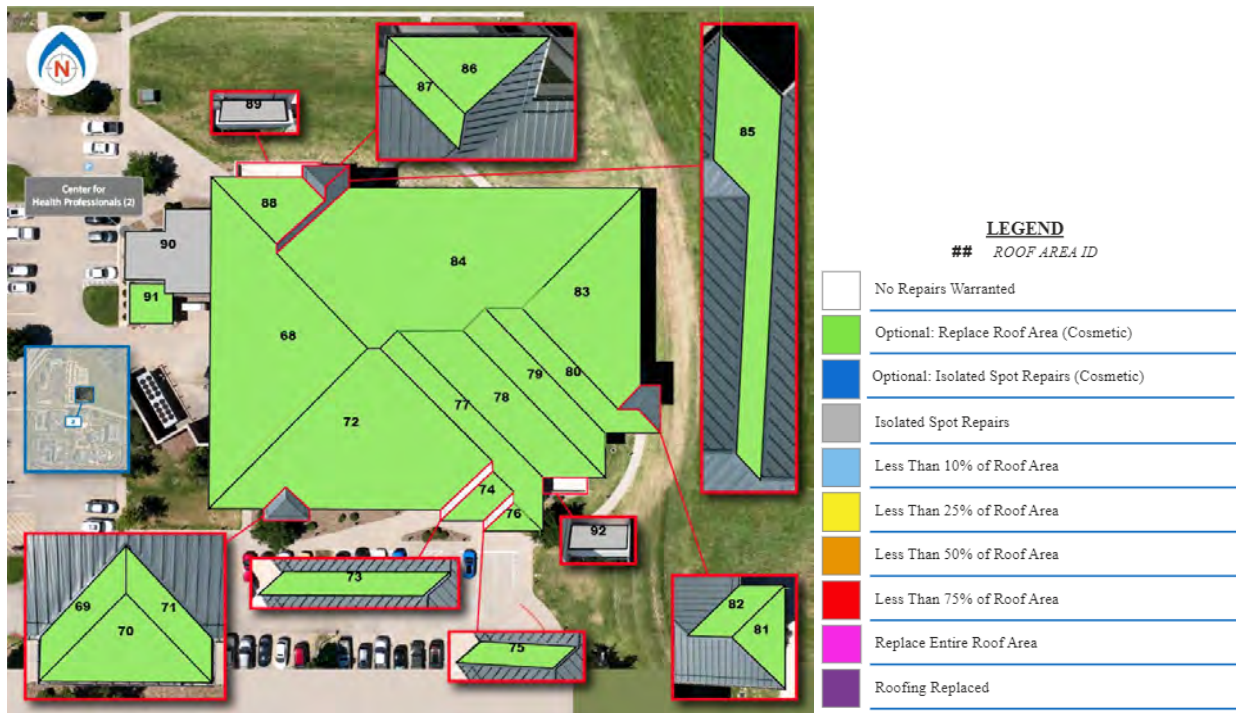 N
89
86
87
85
Center for
Health Professionals (2)
88
90
84
83
91
68
79
80
77
78
72
74
76
92
73
69
71
70
75
82
81
LEGEND
## ROOF AREA ID
No Repairs Warranted
Optional: Replace Roof Area (Cosmetic)
Optional: Isolated Spot Repairs (Cosmetic)
Isolated Spot Repairs
Less Than 10% of Roof Area
Less Than 25% of Roof Area
Less Than 50% of Roof Area
Less Than 75% of Roof Area
Replace Entire Roof Area
Roofing Replaced